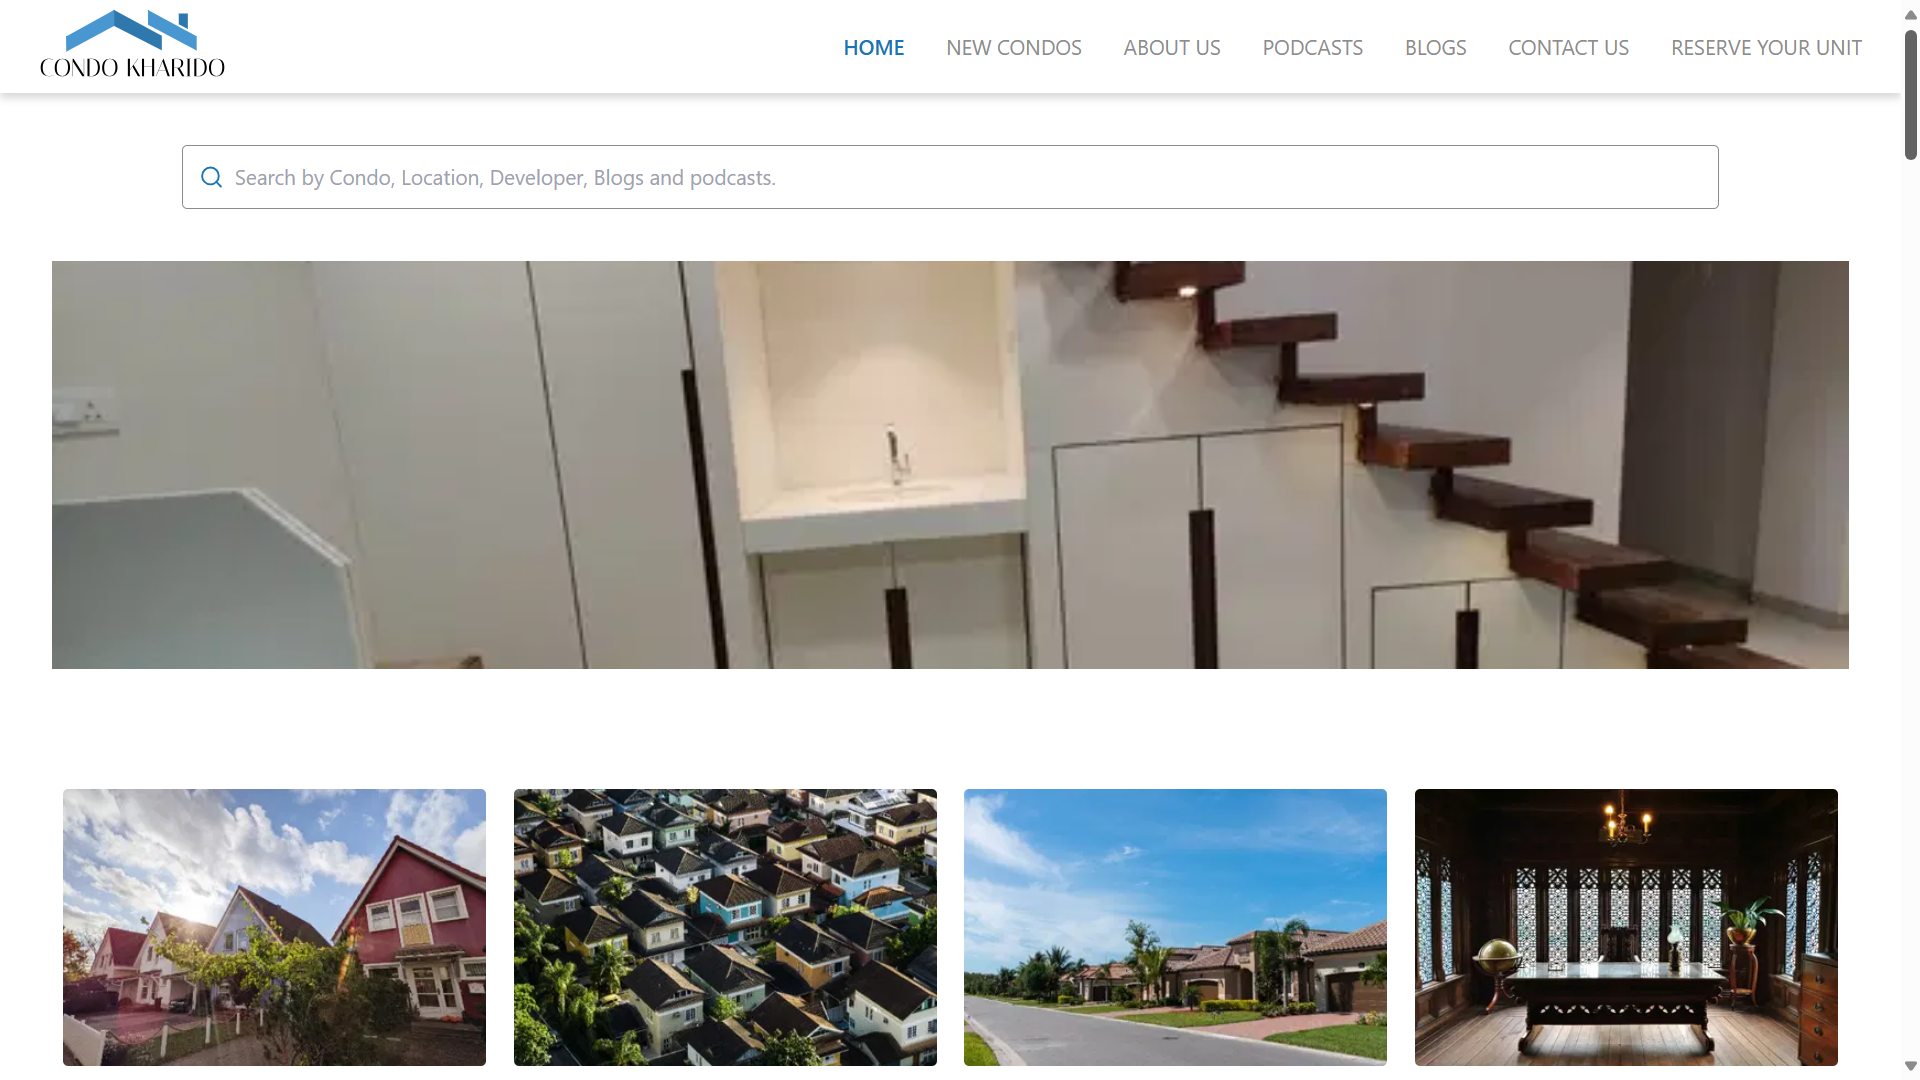 CONDO KHARIDO
HOME
NEW CONDOS
ABOUT US
PODCASTS
BLOGS
CONTACT US
RESERVE YOUR UNIT
Search by Condo, Location, Developer, Blogs and podcasts.